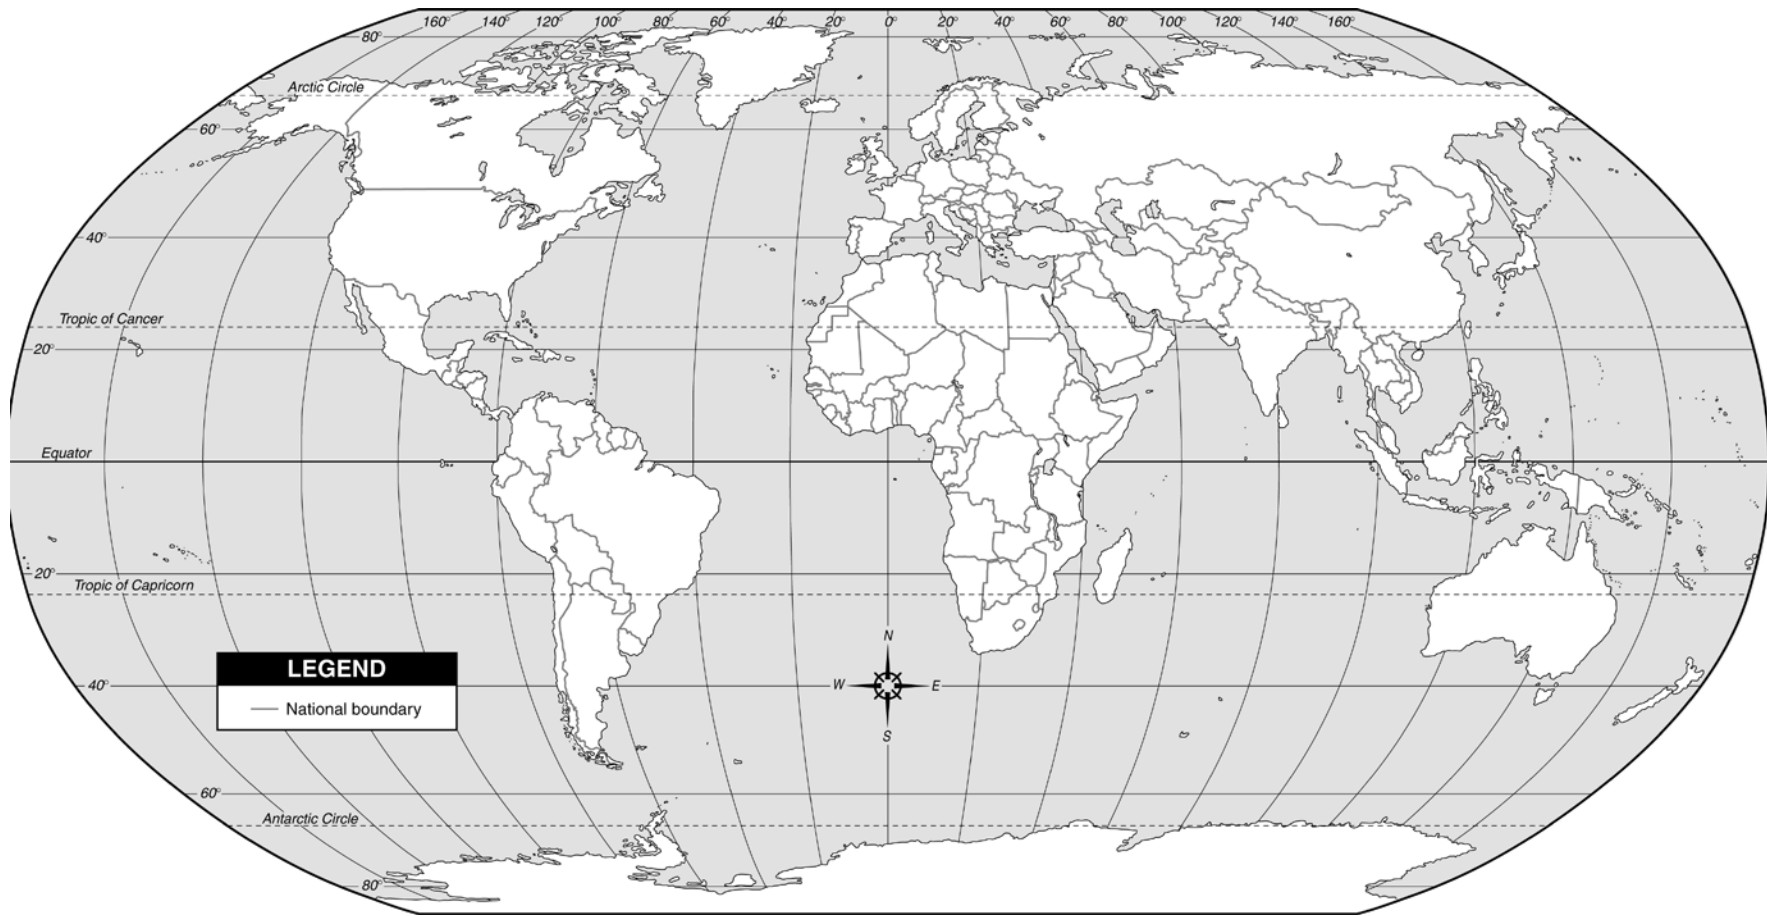 160° 140° 120° 100° 80° 60° 40° 20° 0° 20° 40° 60° 80° 100° 120° 140° 160°
80°
Arctic Circle
60°
40°
Tropic of Cancer
20°
Equator
20°
Tropic of Capricorn
N
LEGEND
40°
W E
National boundary
S
60°
Antarctic Circle
80°